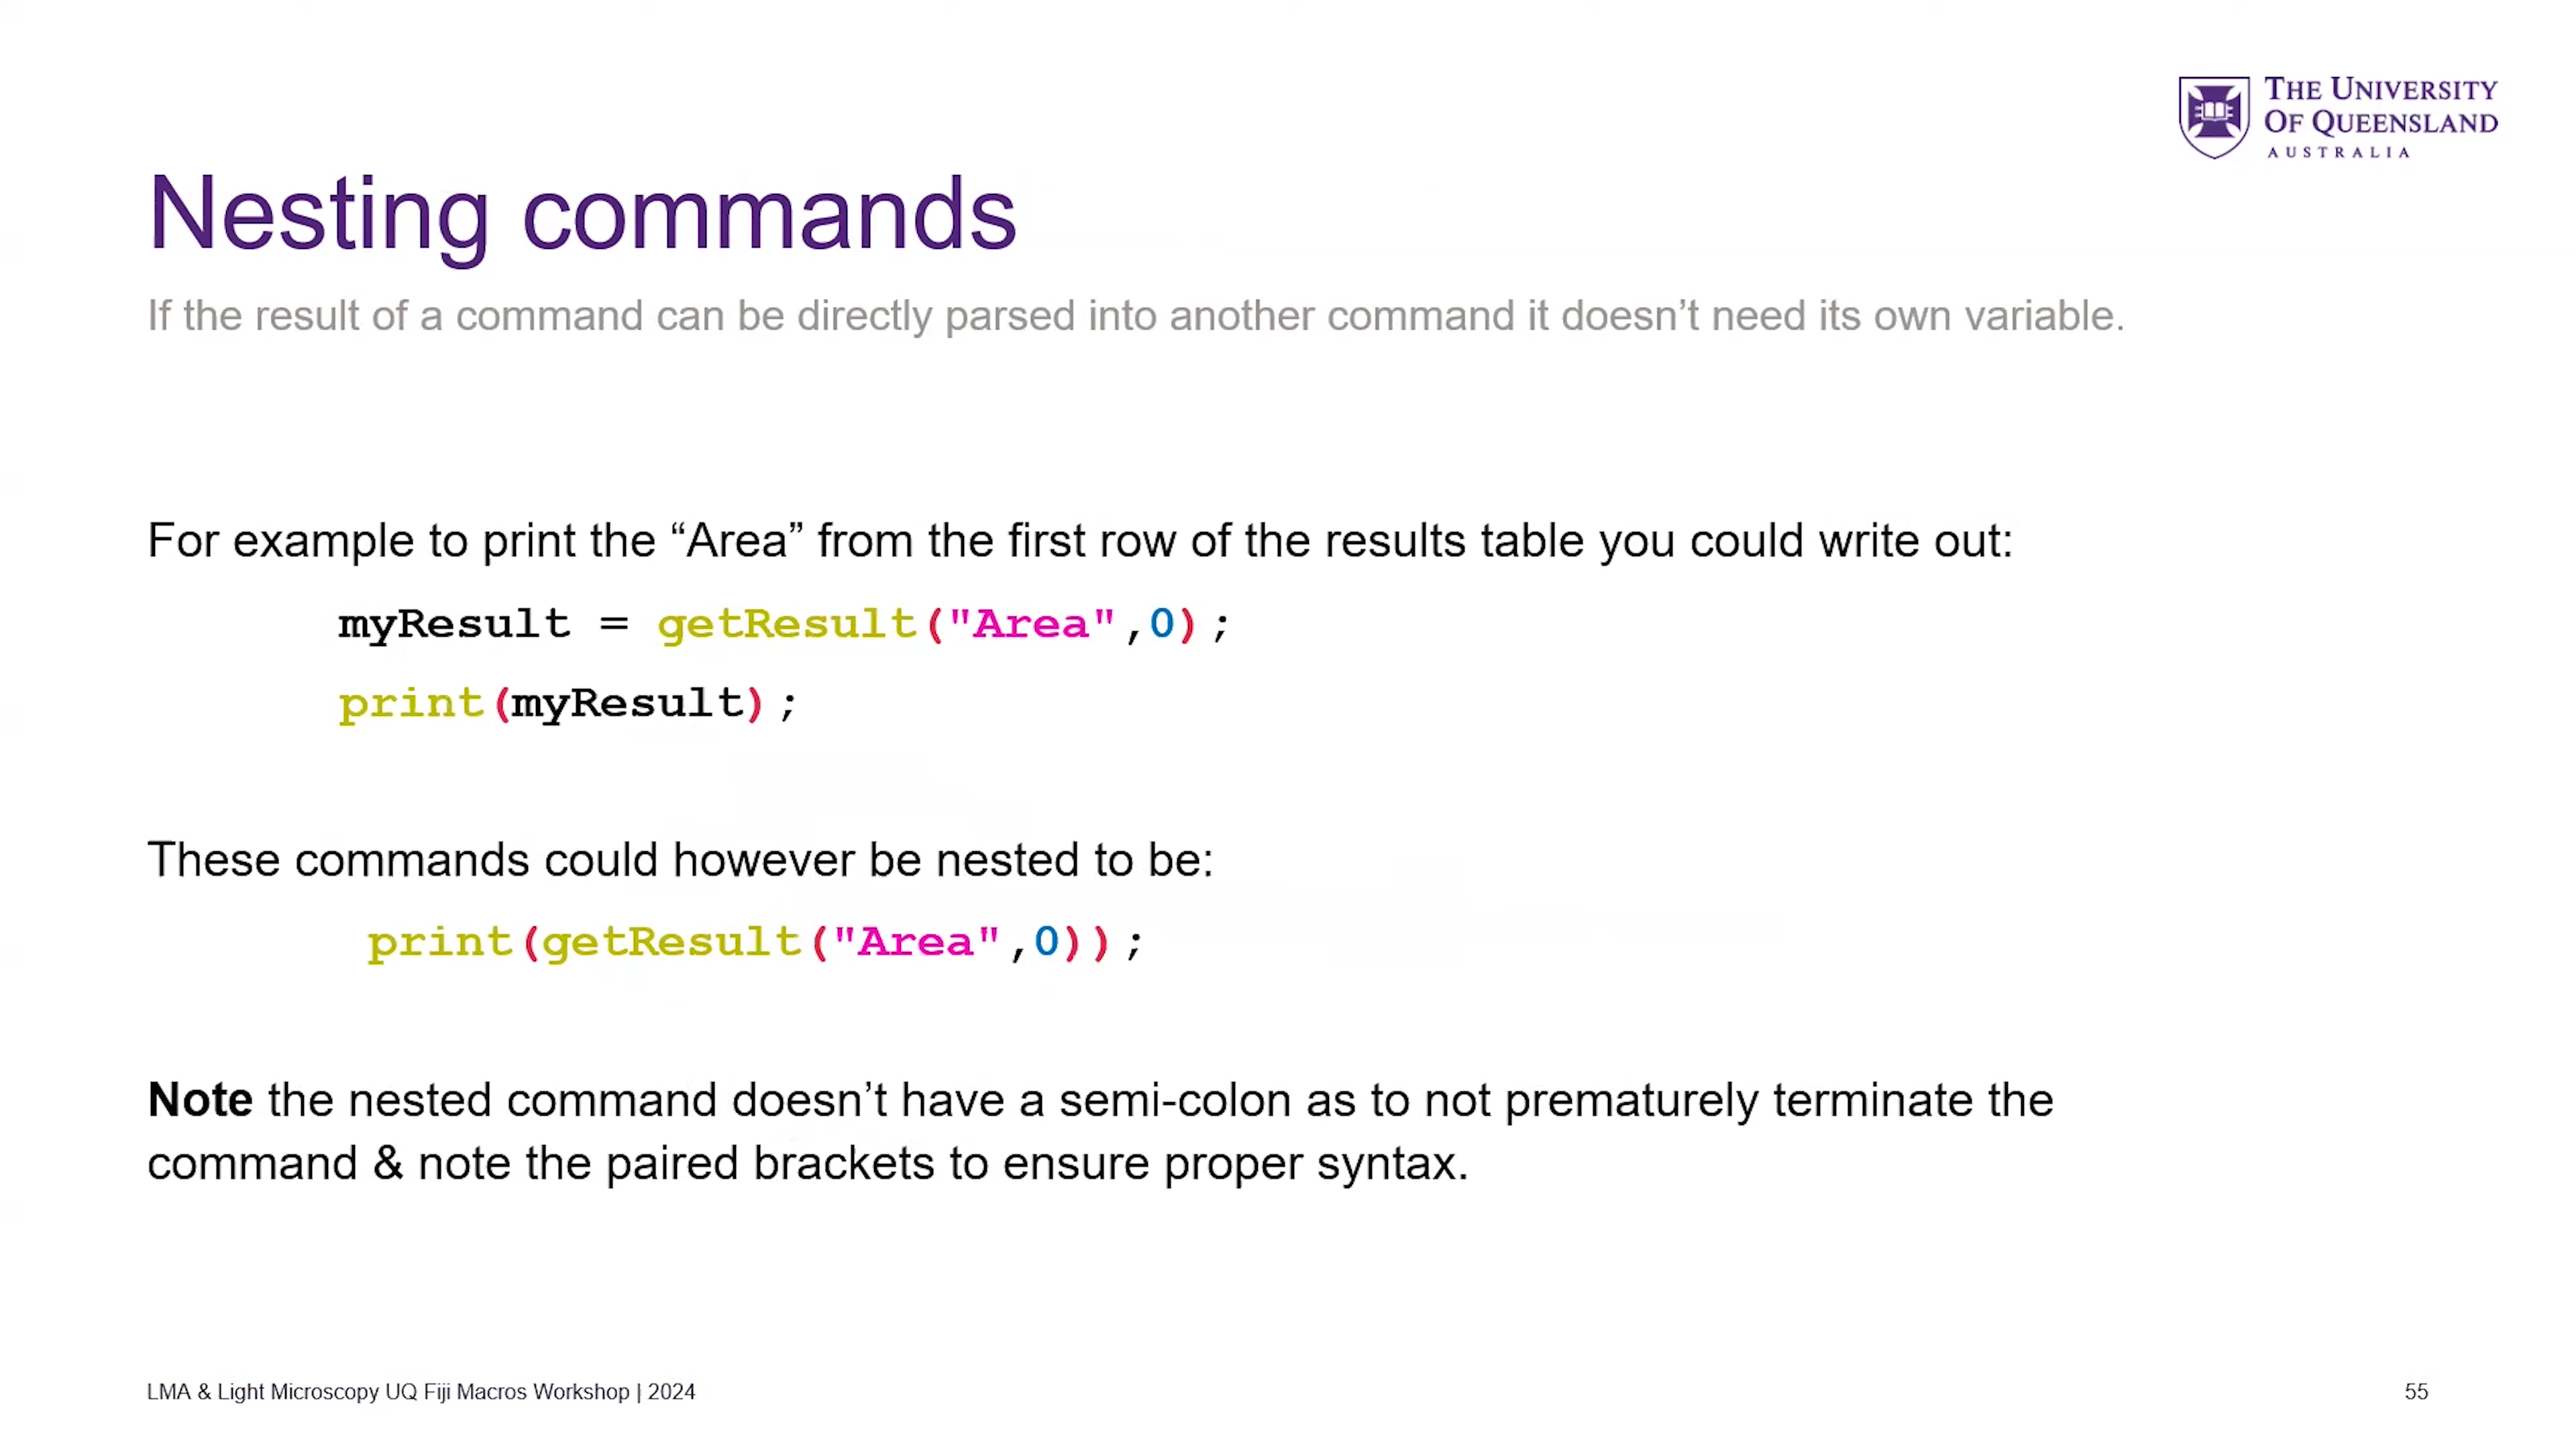 THE UNIVERSITY
OF QUEENSLAND
AUSTRALIA
Nesting commands
If the result of a command can be directly parsed into another command it doesn’t need its own variable.
For example to print the “Area” from the first row of the results table you could write out:
myResult = getResult("Area",0);
print(myResult);
These commands could however be nested to be:
print(getResult("Area",0));
Note the nested command doesn’t have a semi-colon as to not prematurely terminate the
command & note the paired brackets to ensure proper syntax.
LMA & Light Microscopy UQ Fiji Macros Workshop | 2024
55